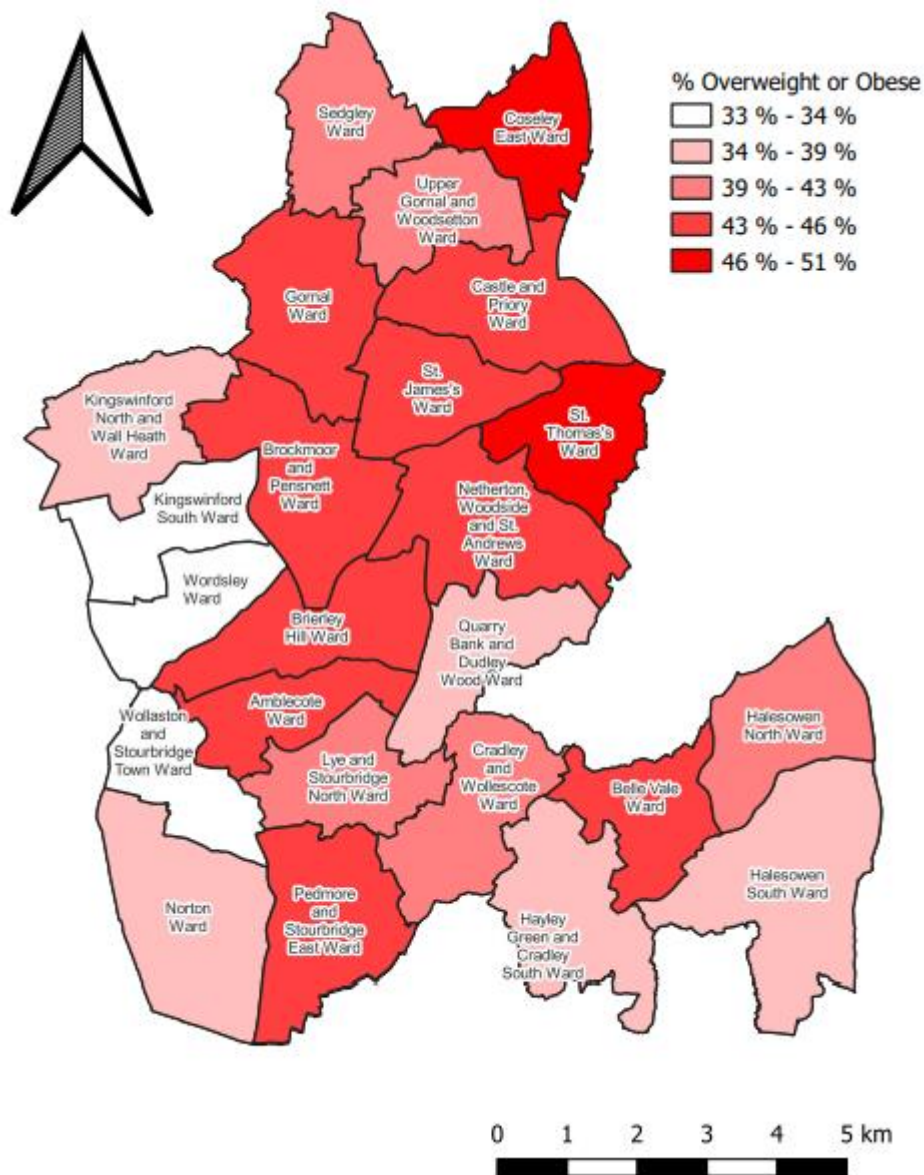 % Overweight or Obese
33 % - 34 %
34 % - 39 %
39 % - 43 %
43 % - 46 %
46 % - 51 %
Sedgley
Ward
Coseley
East Ward
Upper
Gornal and
Woodsetton
Ward
Gornal
Ward
Castle and
Priory
Ward
St.
James's
Ward
St.
Thomas's
Ward
Kingswinford
North and
Wall Heath
Ward
Brockmoor
and
Pensnett
Ward
Kingswinford
South Ward
Netherton,
Woodside
and St.
Andrews
Ward
Wordsley
Ward
Brierley
Hill Ward
Quarry
Bank and
Dudley
Wood Ward
Amblecote
Ward
Wollaston
and
Stourbridge
Town Ward
Lye and
Stourbridge
North Ward
Cradley
and
Wollescote
Ward
Belle Vale
Ward
Halesowen
North Ward
Halesowen
South Ward
Norton
Ward
Pedmore
and
Stourbridge
East Ward
Hayley
Green and
Cradley
South Ward
0 1 2 3 4 5 km